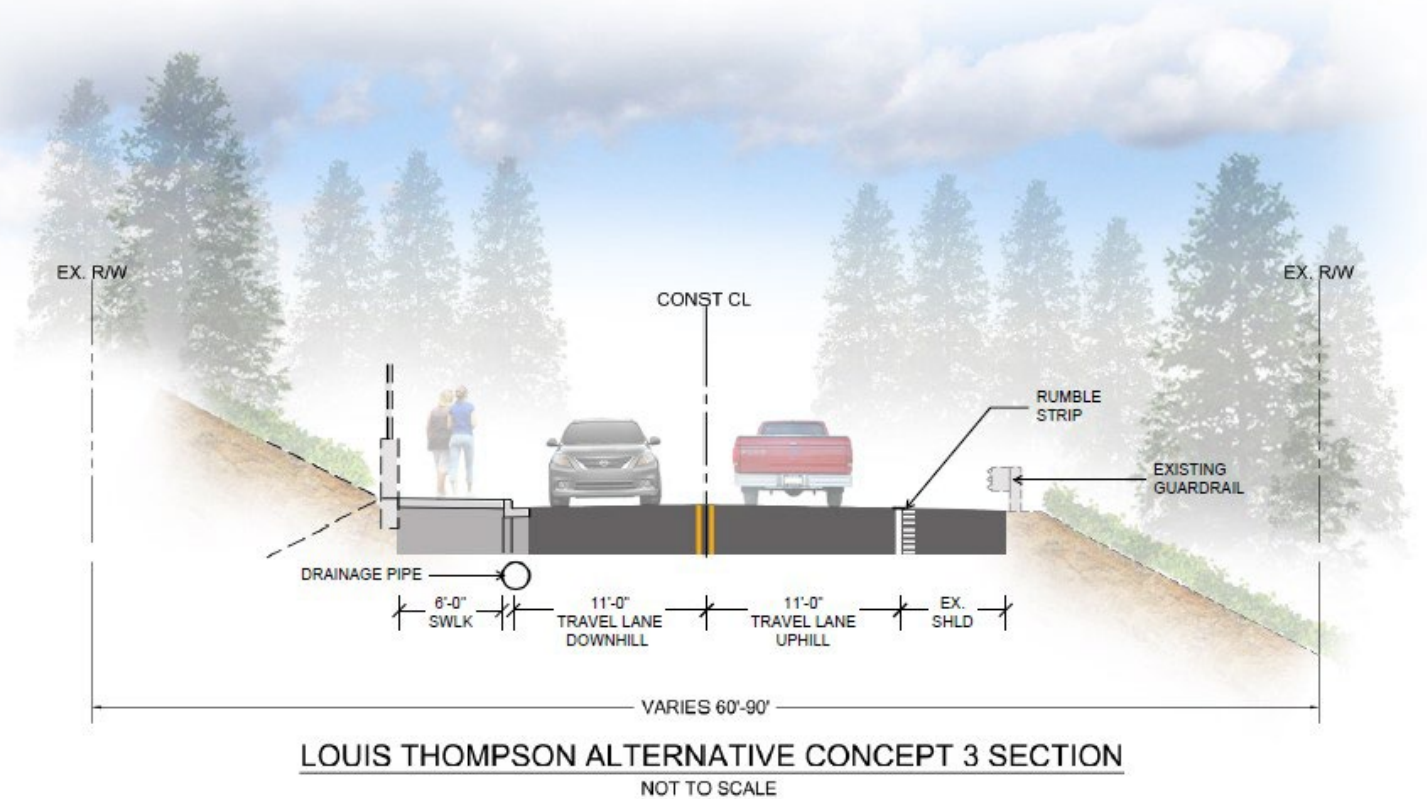 EX. R/W
EX. R/W
CONST CL
RUMBLE
STRIP
EXISTING
GUARDRAIL
DRAINAGE PIPE
6'-0"
SWLK
11'-0"
TRAVEL LANE
DOWNHILL
11'-0"
TRAVEL LANE
UPHILL
EX.
SHLD
VARIES 60'-90'
LOUIS THOMPSON ALTERNATIVE CONCEPT 3 SECTION
NOT TO SCALE